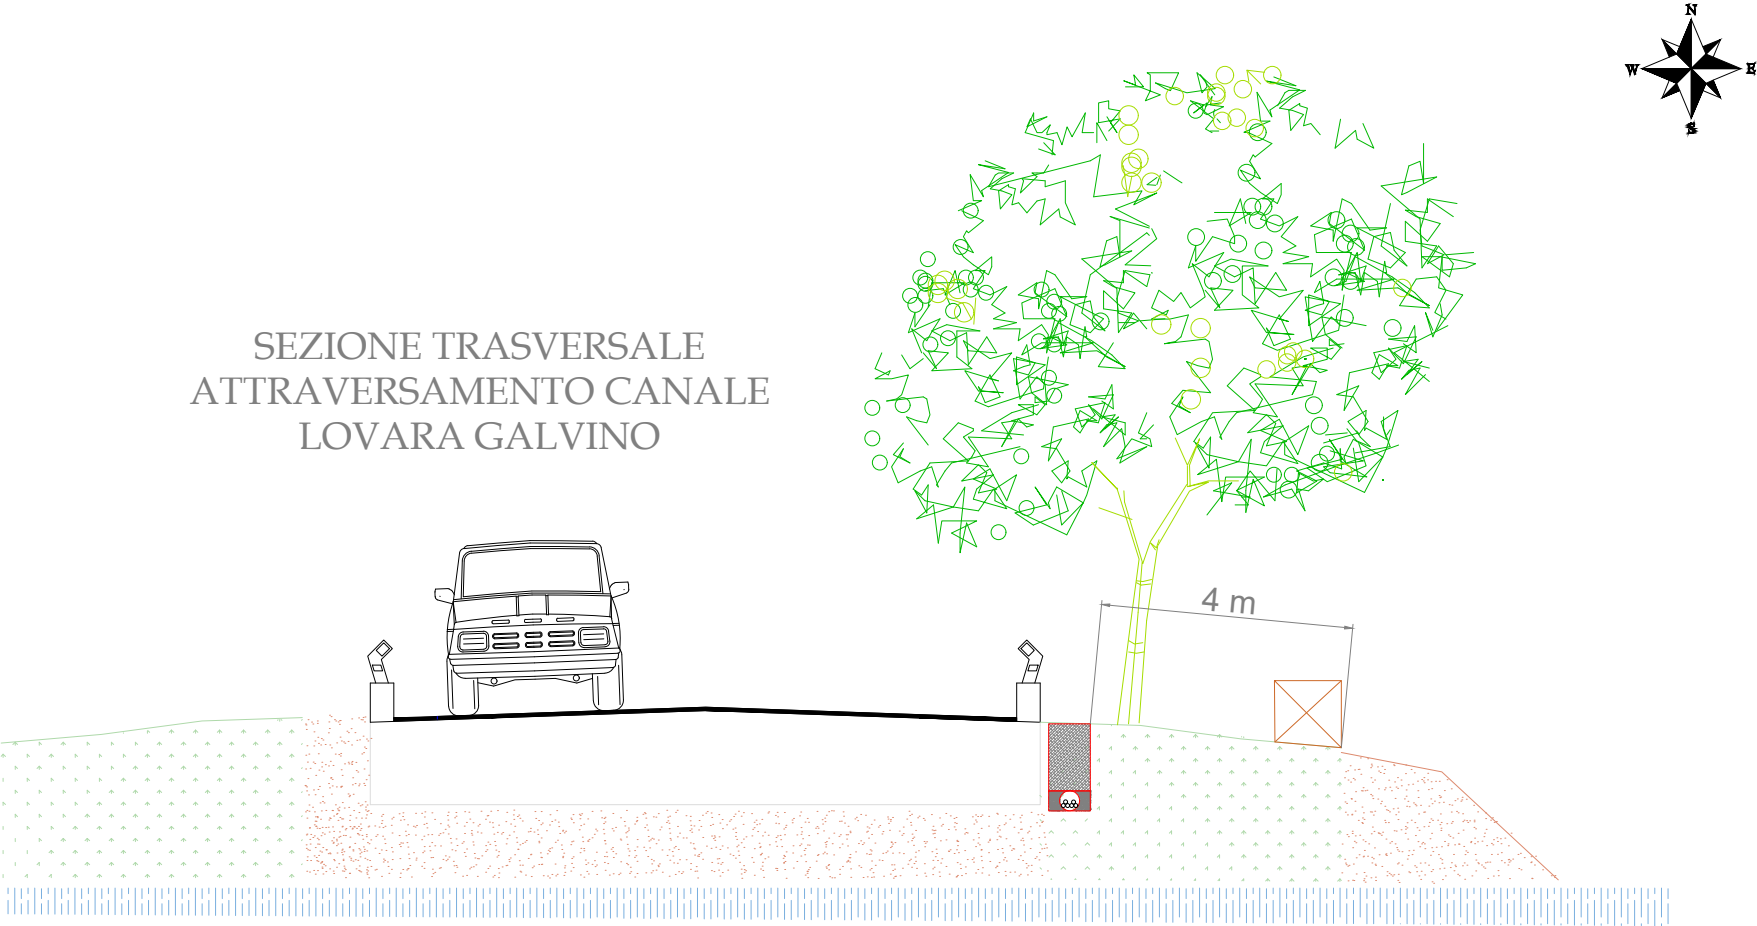 N
W E
S
SEZIONE TRASVERSALE
ATTRAVERSAMENTO CANALE
LOVARA GALVINO
4 m